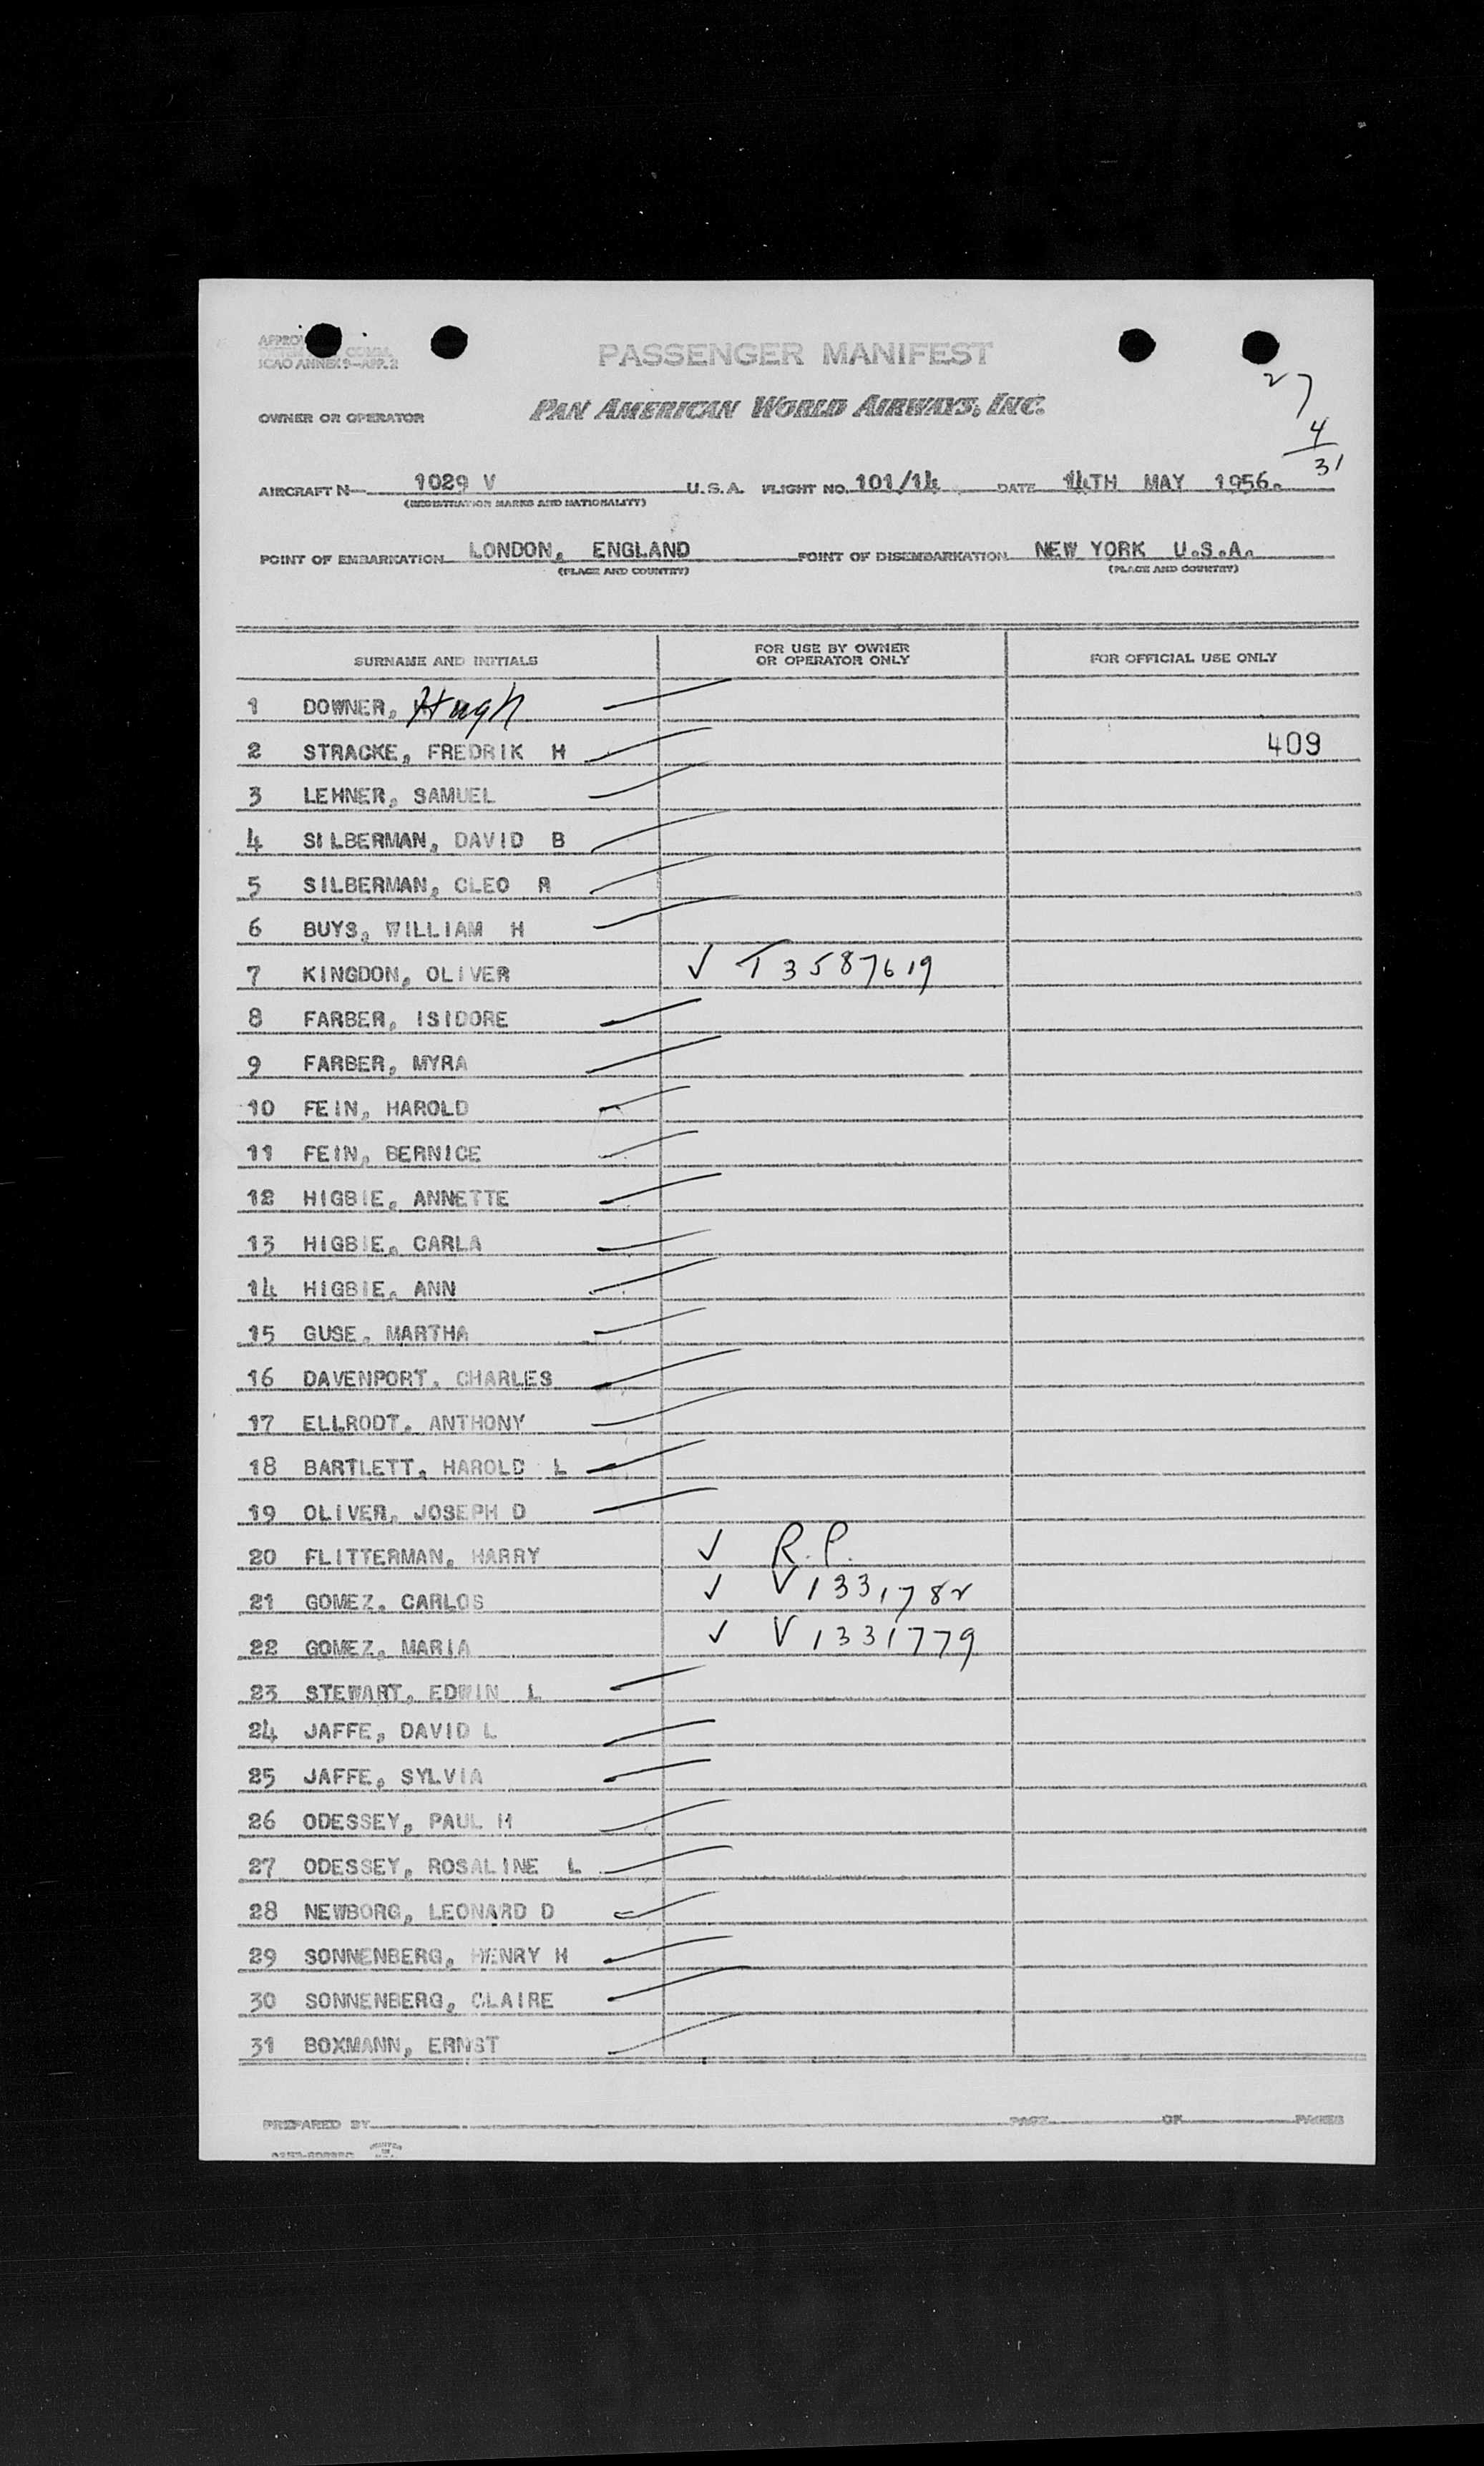 PASSENGER MANIFEST
ICAO ANNEX 9-APP. 2
27
PAN AMERICAN WORLD AIRWAYS, INC.
OWNER OR OPERATOR
4
31
AIRCRAFT N 1029 V U.S.A. FLIGHT NO. 101/14 DATE 14TH MAY 1956.
(REGISTRATION MARKS AND NATIONALITY)
POINT OF EMBARKATION LONDON, ENGLAND POINT OF DISEMBARKATION NEW YORK U.S.A.
(PLACE AND COUNTRY) (PLACE AND COUNTRY)
SURNAME AND INITIALS FOR USE BY OWNER OR OPERATOR ONLY FOR OFFICIAL USE ONLY
1 DOWNER, Hugh
2 STRACKE, FREDRIK H 409
3 LEHNER, SAMUEL
4 SILBERMAN, DAVID B
5 SILBERMAN, CLEO R
6 BUYS, WILLIAM H
7 KINGDON, OLIVER ✓ T 3587619
8 FARBER, ISIDORE
9 FARBER, MYRA
10 FEIN, HAROLD
11 FEIN, BERNICE
12 HIGBIE, ANNETTE
13 HIGBIE, CARLA
14 HIGBIE, ANN
15 GUSE, MARTHA
16 DAVENPORT, CHARLES
17 ELLRODT, ANTHONY
18 BARTLETT, HAROLD L
19 OLIVER, JOSEPH D
20 FLITTERMAN, HARRY ✓ R.P.
21 GOMEZ, CARLOS ✓ V 1331782
22 GOMEZ, MARIA ✓ V 1331779
23 STEWART, EDWIN L
24 JAFFE, DAVID L
25 JAFFE, SYLVIA
26 ODESSEY, PAUL H
27 ODESSEY, ROSALINE L
28 NEWBORG, LEONARD D
29 SONNENBERG, HENRY H
30 SONNENBERG, CLAIRE
31 BOXMANN, ERNST
PREPARED BY PAGE OF PAGES